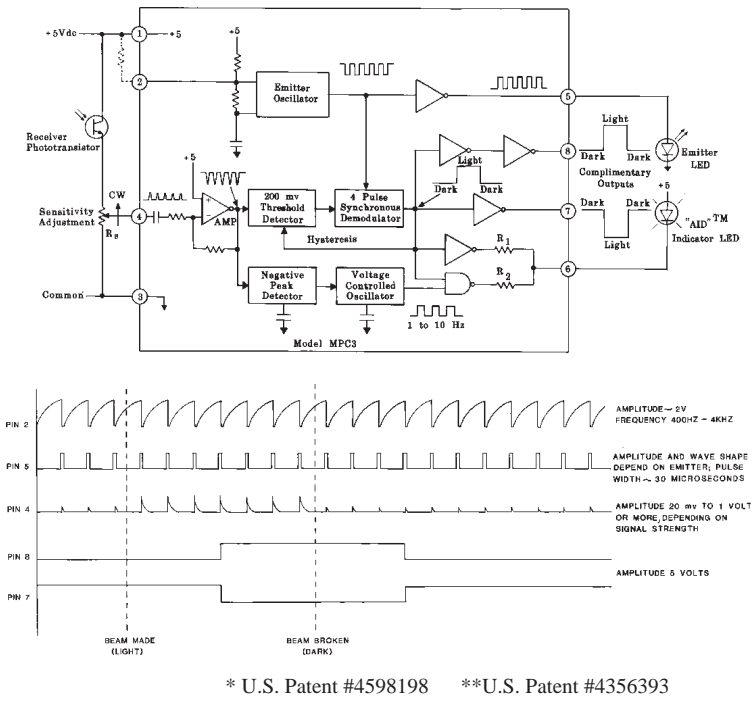 +5Vdc
1
+5
+5
2
Emitter
Oscillator
5
Receiver
Phototransistor
Light
8
Dark
Dark
Emitter
LED
Complimentary
Outputs
+5
CW
+5
Light
Dark
Dark
200 mv
Threshold
Detector
4 Pulse
Synchronous
Demodulator
Sensitivity
Adjustment
4
AMP
7
Dark
Dark
"AID"™
Indicator LED
Light
Rs
Hysteresis
R1
R2
6
Negative
Peak
Detector
Voltage
Controlled
Oscillator
Common
3
1 to 10 Hz
Model MPC3
PIN 2
AMPLITUDE ~ 2V
FREQUENCY 400HZ – 4KHZ
PIN 5
AMPLITUDE AND WAVE SHAPE
DEPEND ON EMITTER; PULSE
WIDTH ~ 30 MICROSECONDS
PIN 4
AMPLITUDE 20 mv TO 1 VOLT
OR MORE, DEPENDING ON
SIGNAL STRENGTH
PIN 8
AMPLITUDE 5 VOLTS
PIN 7
BEAM MADE
(LIGHT)
BEAM BROKEN
(DARK)
* U.S. Patent #4598198 **U.S. Patent #4356393